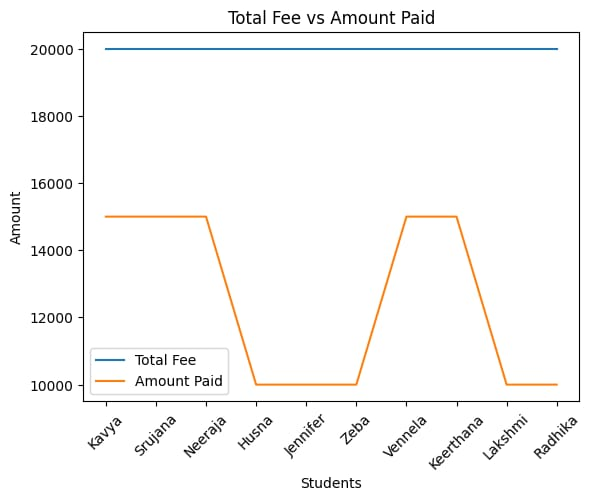 Total Fee vs Amount Paid
20000
18000
16000
14000
12000
10000
Amount
Total Fee
Amount Paid
Kavya
Srujana
Neeraja
Husna
Jennifer
Zeba
Vennela
Keerthana
Lakshmi
Radhika
Students